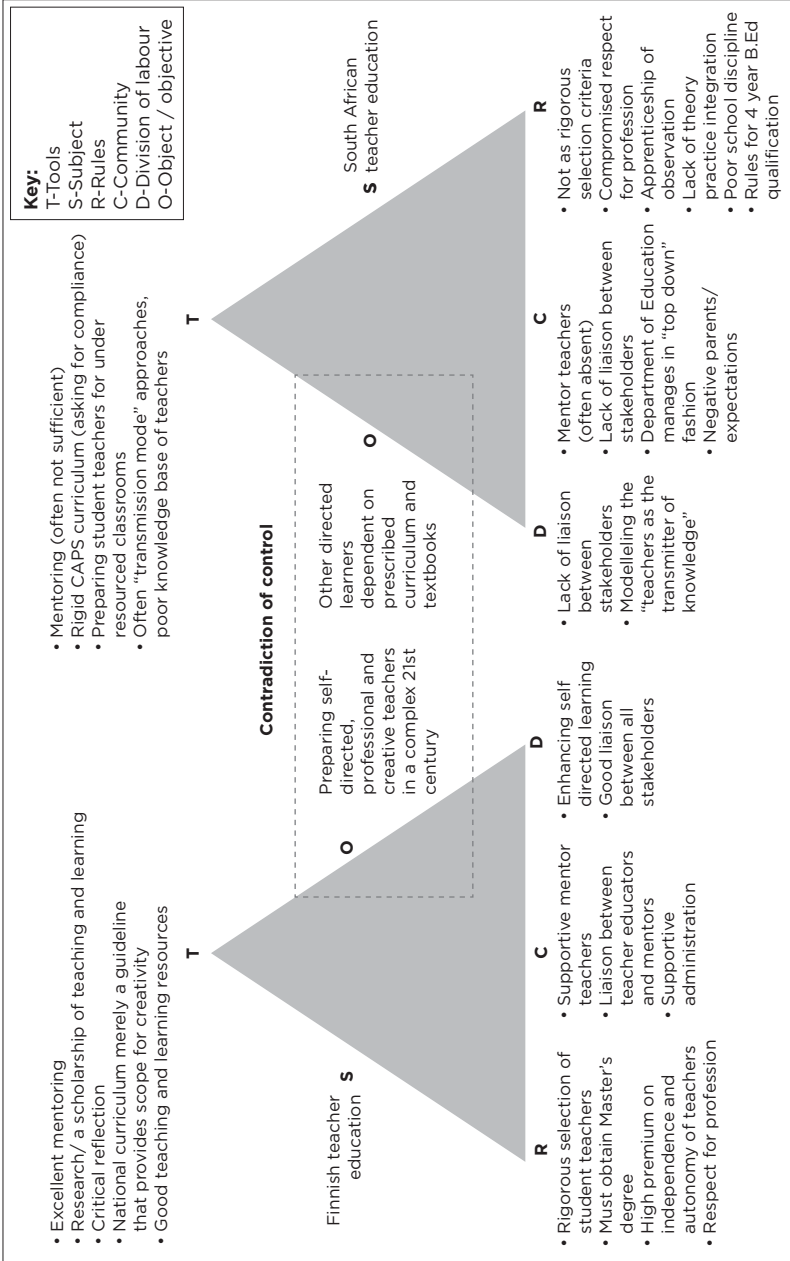 Key:
T-Tools
S-Subject
R-Rules
C-Community
D-Division of labour
O-Object / objective
• Excellent mentoring
• Research/ a scholarship of teaching and learning
• Critical reflection
• National curriculum merely a guideline
that provides scope for creativity
• Good teaching and learning resources
• Mentoring (often not sufficient)
• Rigid CAPS curriculum (asking for compliance)
• Preparing student teachers for under
resourced classrooms
• Often “transmission mode” approaches,
poor knowledge base of teachers
T
T
Contradiction of control
Finnish teacher
education
S
O
Preparing self-
directed,
professional and
creative teachers
in a complex 21st
century
Other directed
learners
dependent on
prescribed
curriculum and
textbooks
O
S
South African
teacher education
R
• Rigorous selection of
student teachers
• Must obtain Master’s
degree
• High premium on
independence and
autonomy of teachers
• Respect for profession
C
• Supportive mentor
teachers
• Liaison between
teacher educators
and mentors
• Supportive
administration
D
• Enhancing self
directed learning
• Good liaison
between all
stakeholders
D
• Lack of liaison
between
stakeholders
• Modelleling the
“teachers as the
transmitter of
knowledge”
C
• Mentor teachers
(often absent)
• Lack of liaison between
stakeholders
• Department of Education
manages in “top down”
fashion
• Negative parents/
expectations
R
• Not as rigorous
selection criteria
• Compromised respect
for profession
• Apprenticeship of
observation
• Lack of theory
practice integration
• Poor school discipline
• Rules for 4 year B.Ed
qualification